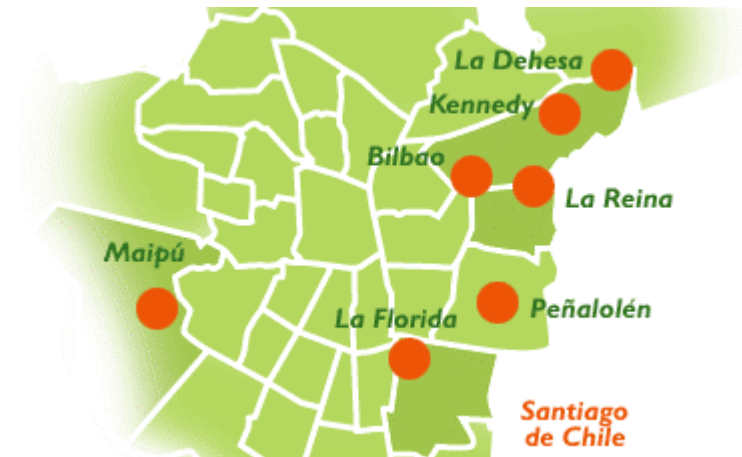 La Dehesa
Kennedy
Bilbao
La Reina
Maipú
Peñalolén
La Florida
Santiago
de Chile